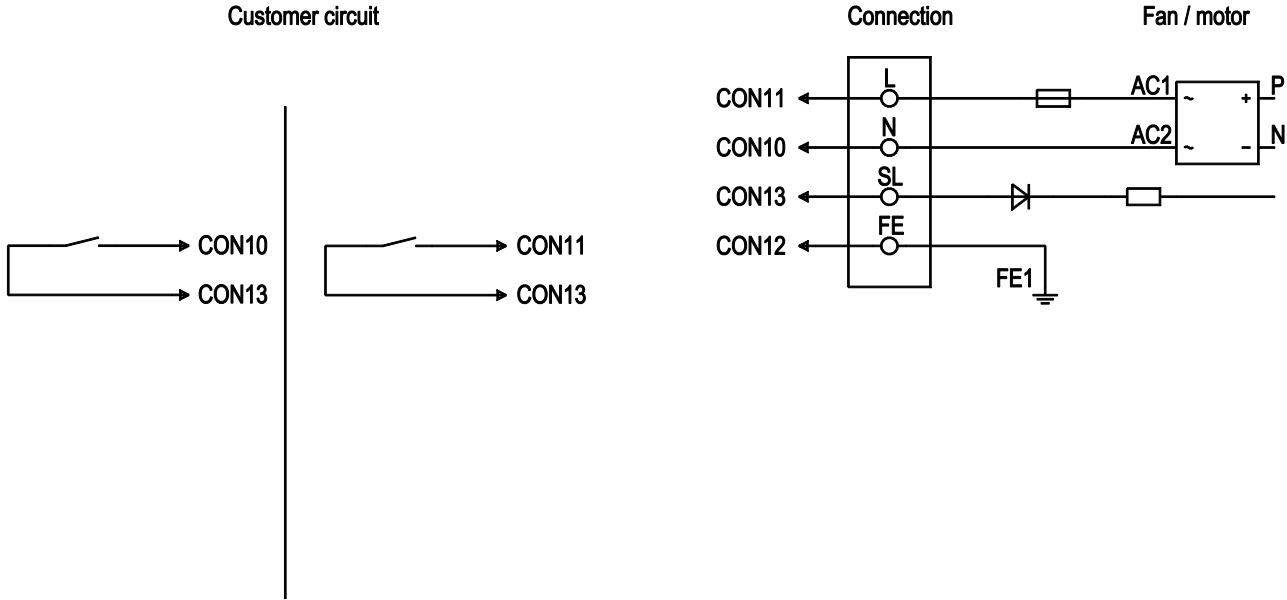 Customer circuit
Connection
Fan / motor
CON10
CON13
CON11
CON13
CON11
L
AC1
~
+
P
CON10
N
AC2
~
−
N
CON13
SL
CON12
FE
FE1